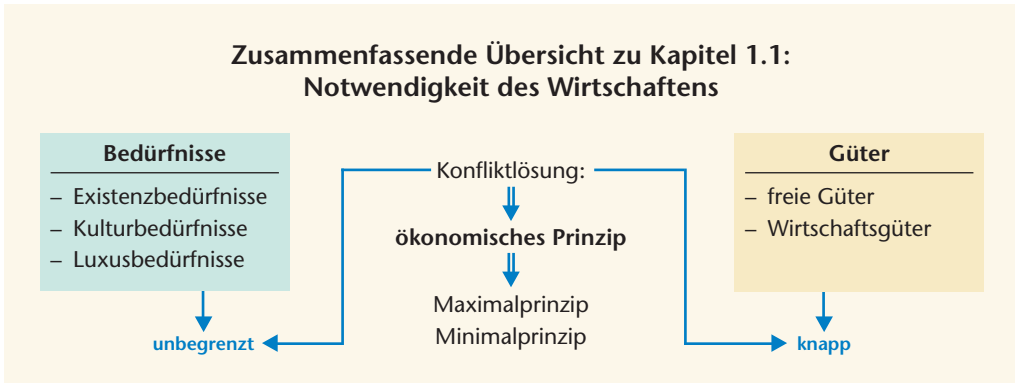 Zusammenfassende Übersicht zu Kapitel 1.1:
Notwendigkeit des Wirtschaftens
Bedürfnisse
– Existenzbedürfnisse
– Kulturbedürfnisse
– Luxusbedürfnisse
unbegrenzt
Konfliktlösung:
ökonomisches Prinzip
Maximalprinzip
Minimalprinzip
Güter
– freie Güter
– Wirtschaftsgüter
knapp